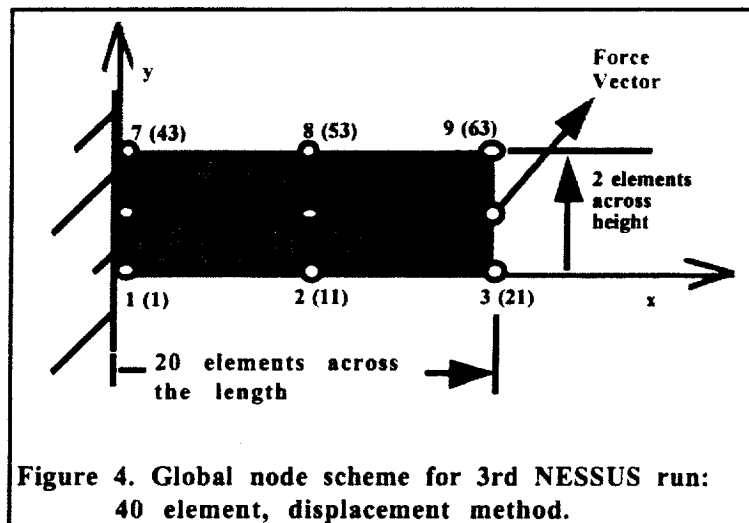 y
Force
Vector
7 (43)
8 (53)
9 (63)
2 elements
across
height
1 (1)
2 (11)
3 (21)
x
20 elements across
the length
Figure 4. Global node scheme for 3rd NESSUS run:
40 element, displacement method.